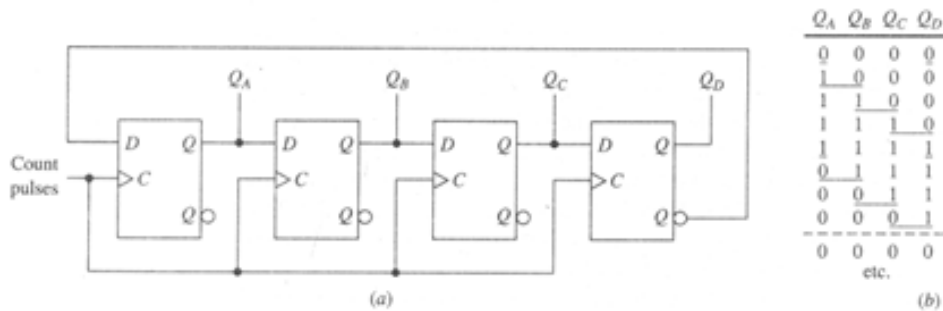 Q_A Q_B Q_C Q_D
D Q D Q D Q D Q
Count
pulses
C C C C
Q Q Q Q
(a)
Q_A Q_B Q_C Q_D
0 0 0 0
1 0 0 0
1 1 0 0
1 1 1 0
1 1 1 1
0 1 1 1
0 0 1 1
0 0 0 1
0 0 0 0
etc.
(b)